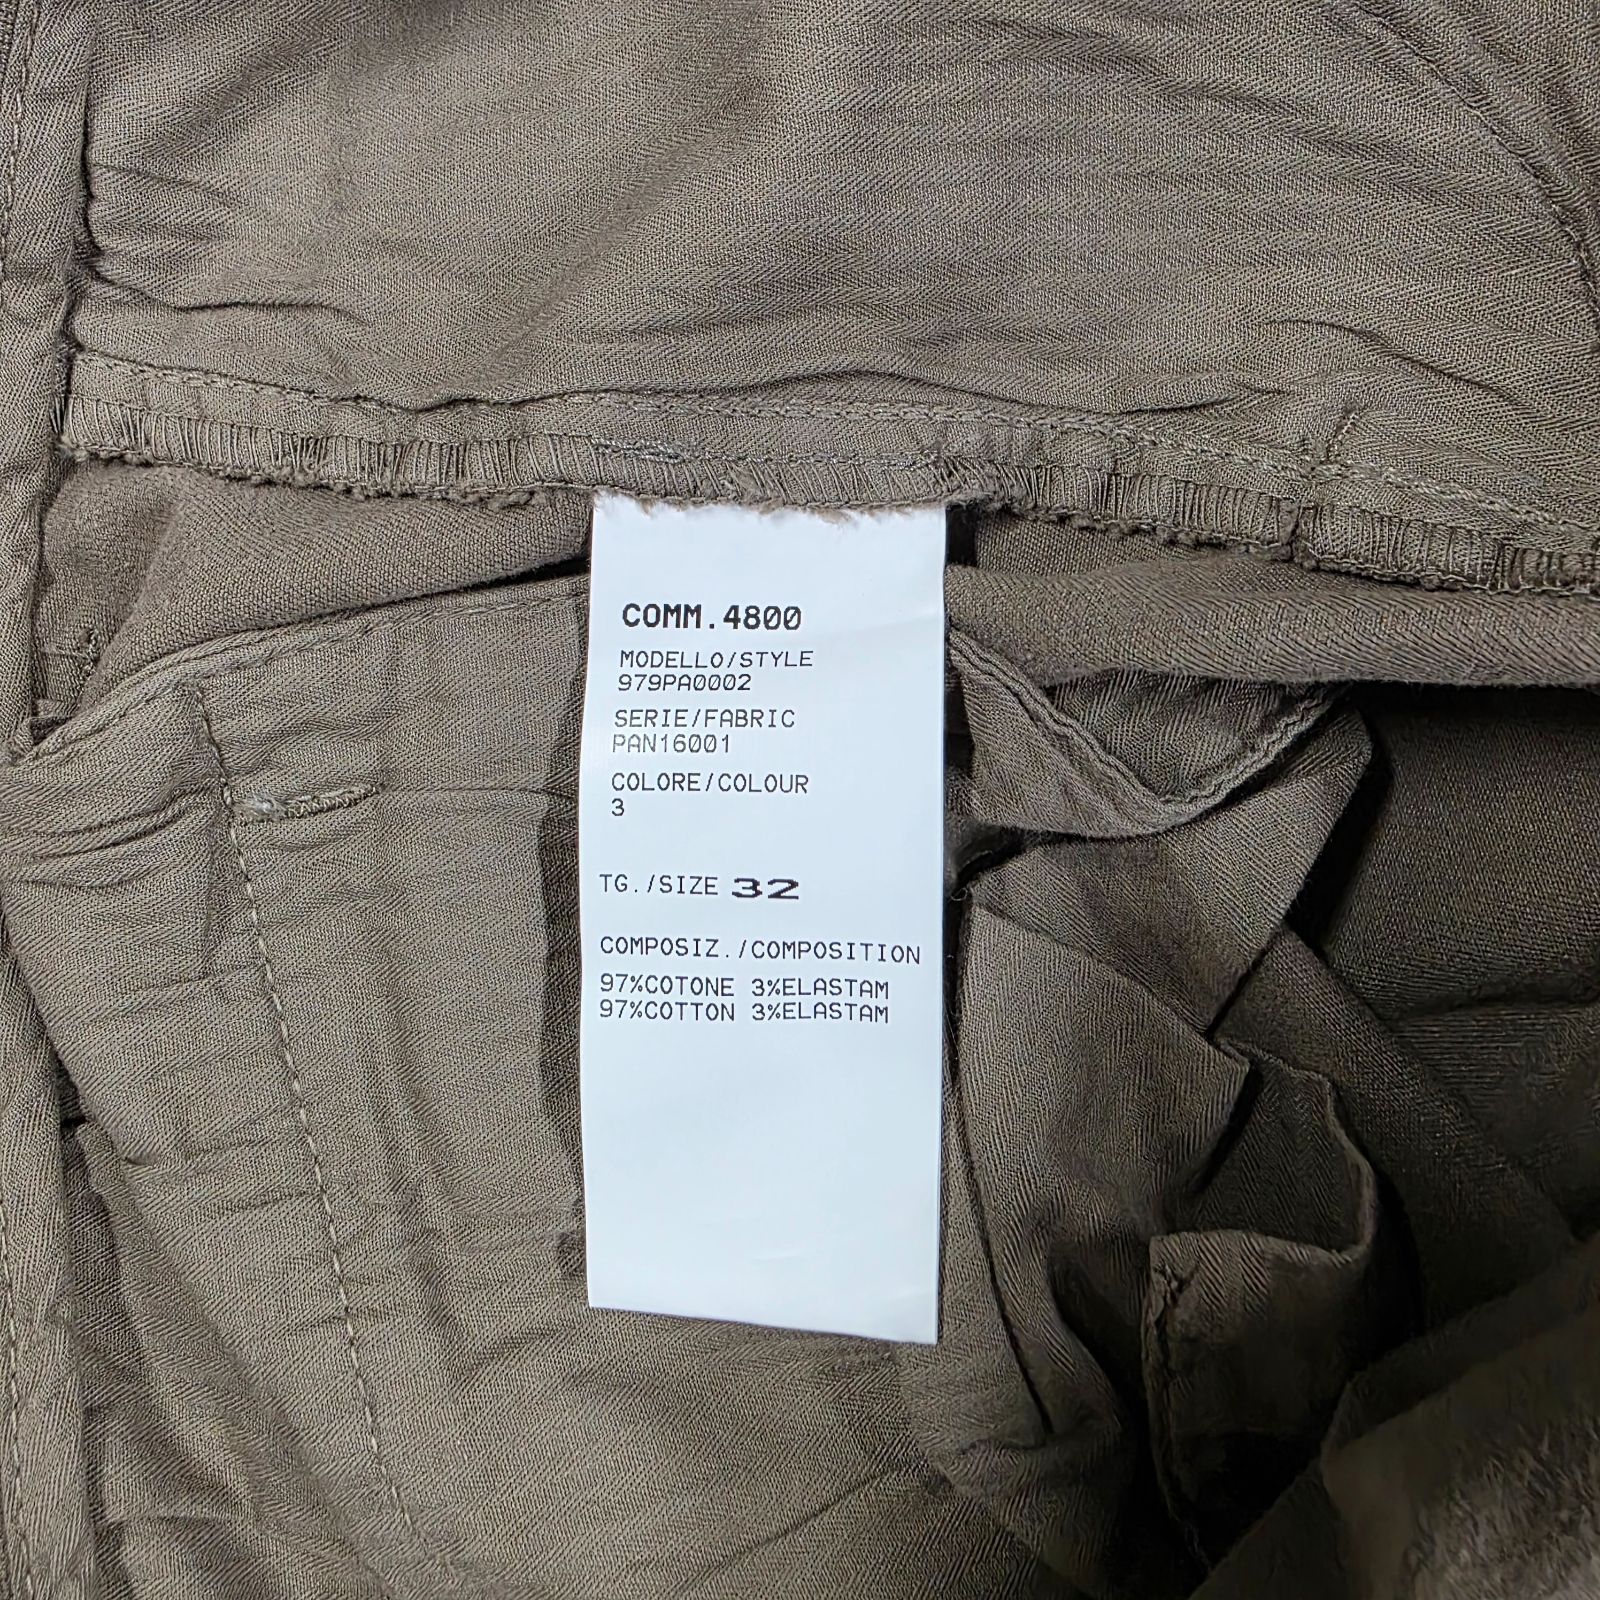 COMM.4800
MODELLO/STYLE
979PA0002
SERIE/FABRIC
PAN16001
COLORE/COLOUR
3
TG./SIZE 32
COMPOSIZ./COMPOSITION
97%COTONE 3%ELASTAM
97%COTTON 3%ELASTAM